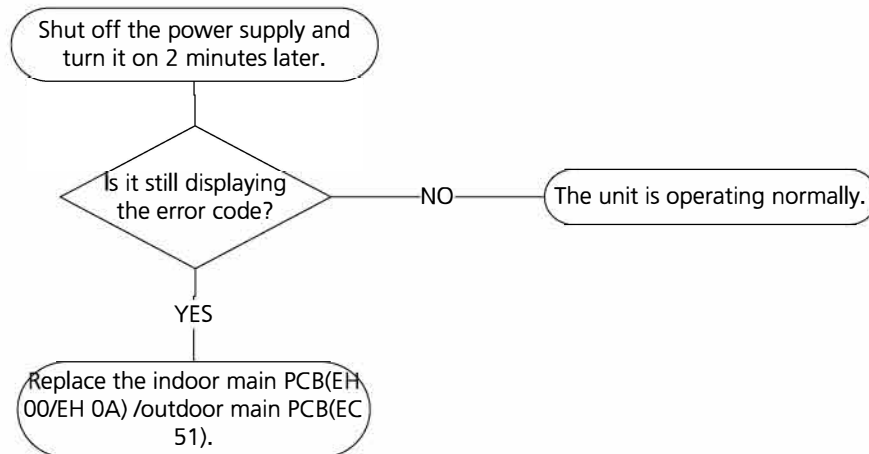 Shut off the power supply and
turn it on 2 minutes later.
Is it still displaying
the error code?
NO
The unit is operating normally.
YES
Replace the indoor main PCB(EH
00/EH 0A) /outdoor main PCB(EC
51).